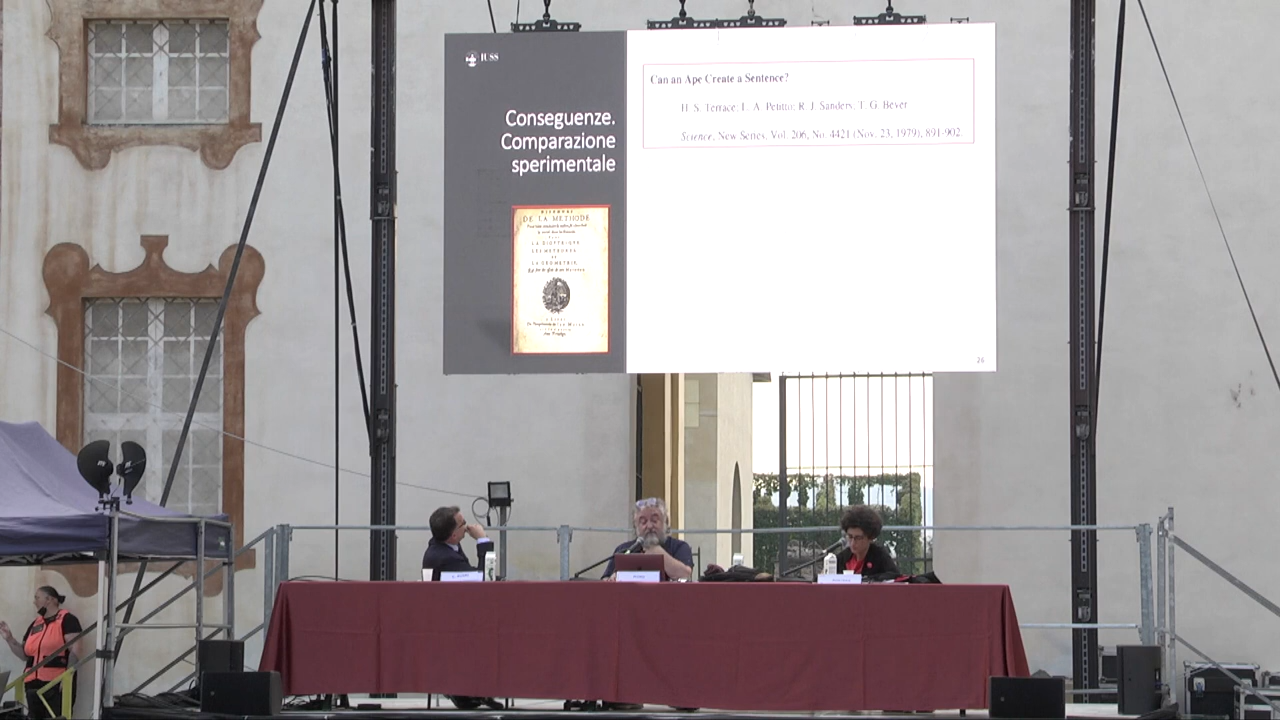 IUSS
Conseguenze.
Comparazione
sperimentale
DE LA METHODE
LA DIOPTRIQUE
LES METEORES
ET
LA GEOMETRIE
Can an Ape Create a Sentence?
H. S. Terrace; L. A. Petitto; R. J. Sanders; T. G. Bever
Science, New Series, Vol. 206, No. 4421 (Nov. 23, 1979), 891-902
26